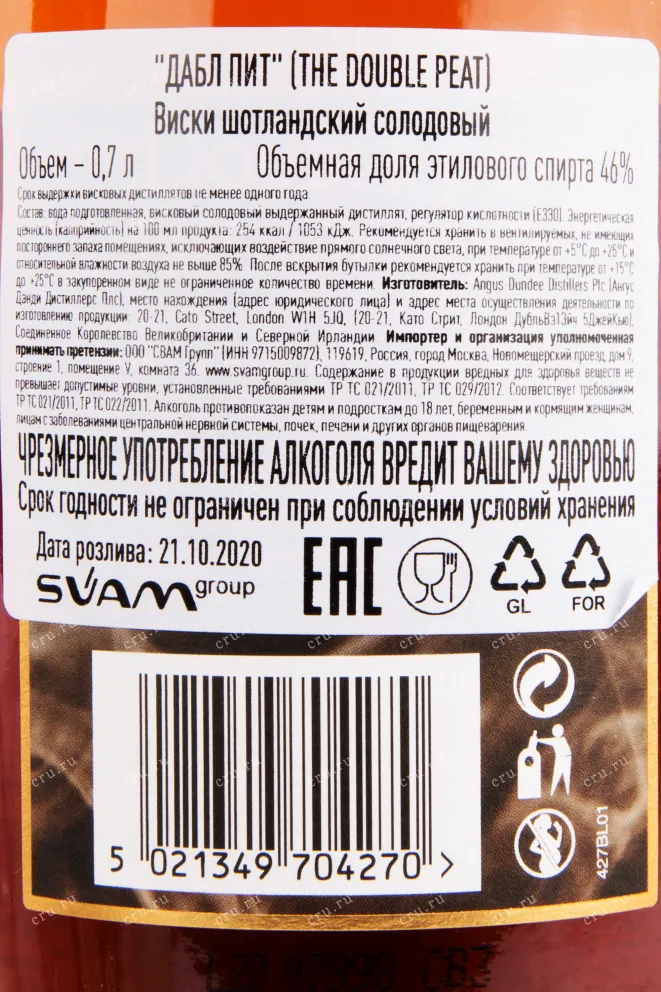 "ДАБЛ ПИТ" (THE DOUBLE PEAT)
Виски шотландский солодовый
Объем – 0,7 л Объемная доля этилового спирта 46%
Срок выдержки висковых дистиллятов не менее одного года.
Состав: вода подготовленная, висковый солодовый выдержанный дистиллят, регулятор кислотности (Е330). Энергетическая
ценность (калорийность) на 100 мл продукта: 254 ккал / 1053 кДж. Рекомендуется хранить в вентилируемых, не имеющих
постороннего запаха помещениях, исключающих воздействие прямого солнечного света, при температуре от +5°С до +25°С и
относительной влажности воздуха не выше 85%. После вскрытия бутылки рекомендуется хранить при температуре от +15°С
до +25°С в закупоренном виде не ограниченное количество времени. Изготовитель: Angus Dundee Distillers Plc (Ангус
Данди Дистиллерс Плс), место нахождения (адрес юридического лица) и адрес места осуществления деятельности по
изготовлению продукции: 20-21, Cato Street, London W1H 5JQ, (20-21, Като Стрит, Лондон ДубльВэ1Эйч 5ДжейКью),
Соединенное Королевство Великобритании и Северной Ирландии. Импортер и организация уполномоченная
принимать претензии: ООО "СВАМ Групп" (ИНН 9715009872), 119619, Россия, город Москва, Новомещерский проезд, дом 9,
строение 1, помещение V, комната 36. www.svamgroup.ru. Содержание в продукции вредных для здоровья веществ не
превышает допустимые уровни, установленные требованиями ТР ТС 021/2011, ТР ТС 029/2012. Соответствует требованиям
ТР ТС 021/2011, ТР ТС 022/2011. Алкоголь противопоказан детям и подросткам до 18 лет, беременным и кормящим женщинам,
лицам с заболеваниями центральной нервной системы, почек, печени и других органов пищеварения.
ЧРЕЗМЕРНОЕ УПОТРЕБЛЕНИЕ АЛКОГОЛЯ ВРЕДИТ ВАШЕМУ ЗДОРОВЬЮ
Срок годности не ограничен при соблюдении условий хранения
Дата розлива: 21.10.2020
SVAM group
EAC
GL
FOR
5 021349 704270 >
427BL01
cru.ru